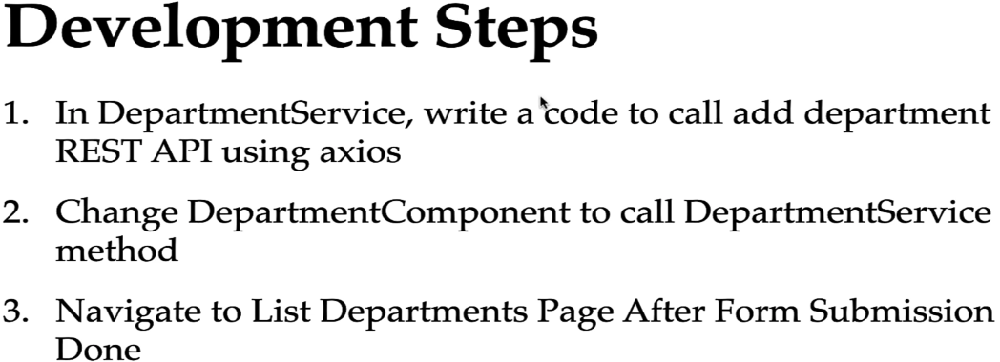 Development Steps
1. In DepartmentService, write a code to call add department
REST API using axios
2. Change DepartmentComponent to call DepartmentService
method
3. Navigate to List Departments Page After Form Submission
Done